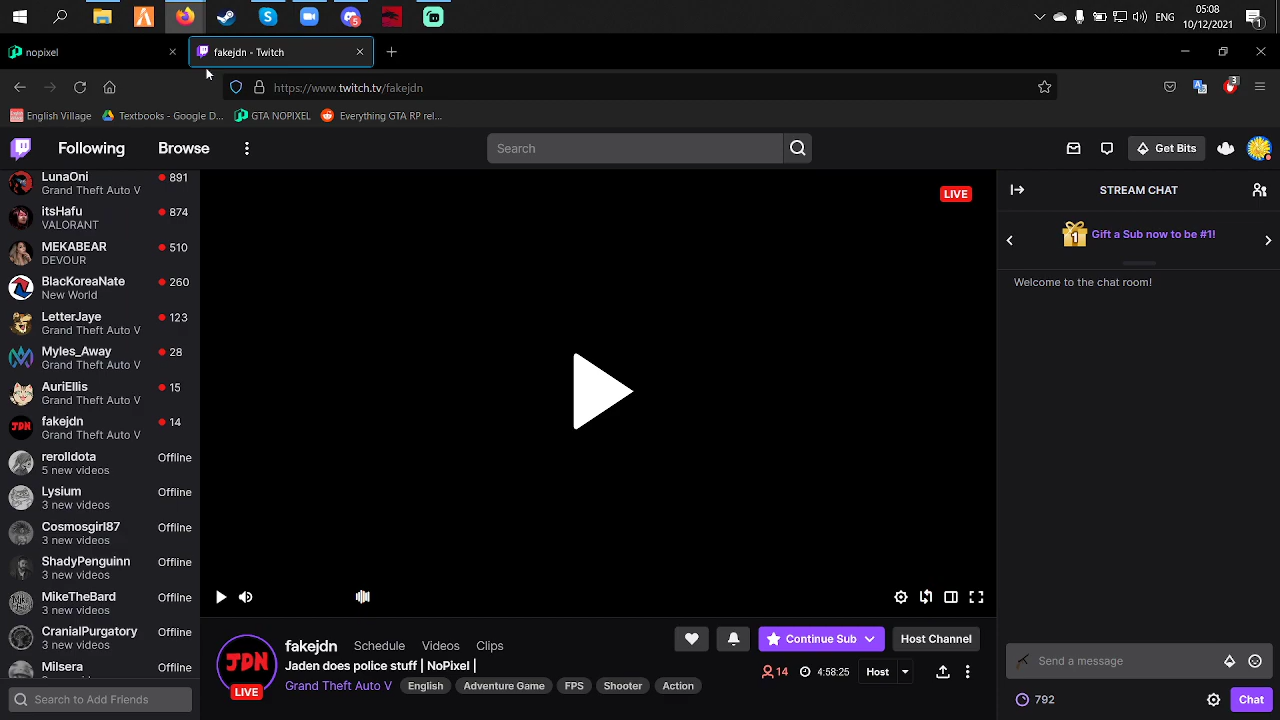 05:08
ENG
10/12/2021
1
5
nopixel
fakejdn - Twitch
https://www.twitch.tv/fakejdn
3
English Village
Textbooks - Google D...
GTA NOPIXEL
Everything GTA RP rel...
Following
Browse
Search
Get Bits
LunaOni 891
Grand Theft Auto V
itsHafu 874
VALORANT
MEKABEAR 510
DEVOUR
BlacKoreaNate 260
New World
LetterJaye 123
Grand Theft Auto V
Myles_Away 28
Grand Theft Auto V
AuriEllis 15
Grand Theft Auto V
JDN
fakejdn 14
Grand Theft Auto V
rerolldota Offline
5 new videos
Lysium Offline
3 new videos
Cosmosgirl87 Offline
3 new videos
ShadyPenguinn Offline
3 new videos
MikeTheBard Offline
3 new videos
CranialPurgatory Offline
3 new videos
Milsera Offline
Search to Add Friends
LIVE
JDN
LIVE
fakejdn
Schedule
Videos
Clips
Continue Sub
Host Channel
Jaden does police stuff | NoPixel |
14
4:58:25
Host
Grand Theft Auto V
English
Adventure Game
FPS
Shooter
Action
STREAM CHAT
1
Gift a Sub now to be #1!
Welcome to the chat room!
Send a message
792
Chat